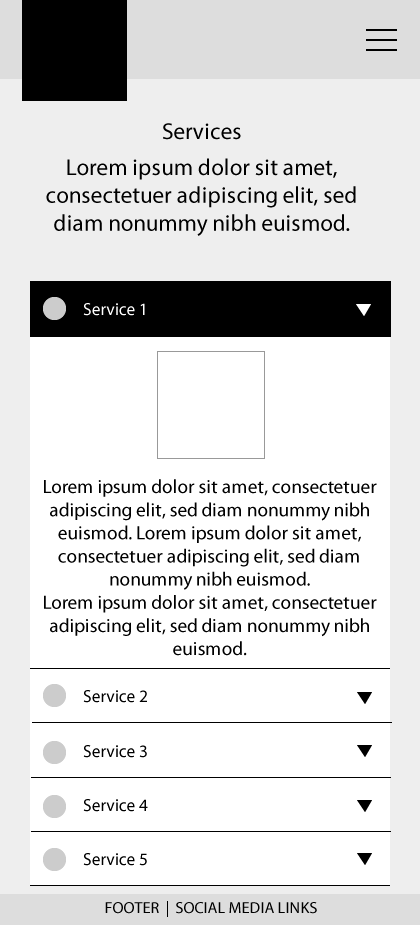 Services
Lorem ipsum dolor sit amet,
consectetuer adipiscing elit, sed
diam nonummy nibh euismod.
Service 1
Lorem ipsum dolor sit amet, consectetuer
adipiscing elit, sed diam nonummy nibh
euismod. Lorem ipsum dolor sit amet,
consectetuer adipiscing elit, sed diam
nonummy nibh euismod.
Lorem ipsum dolor sit amet, consectetuer
adipiscing elit, sed diam nonummy nibh
euismod.
Service 2
Service 3
Service 4
Service 5
FOOTER | SOCIAL MEDIA LINKS